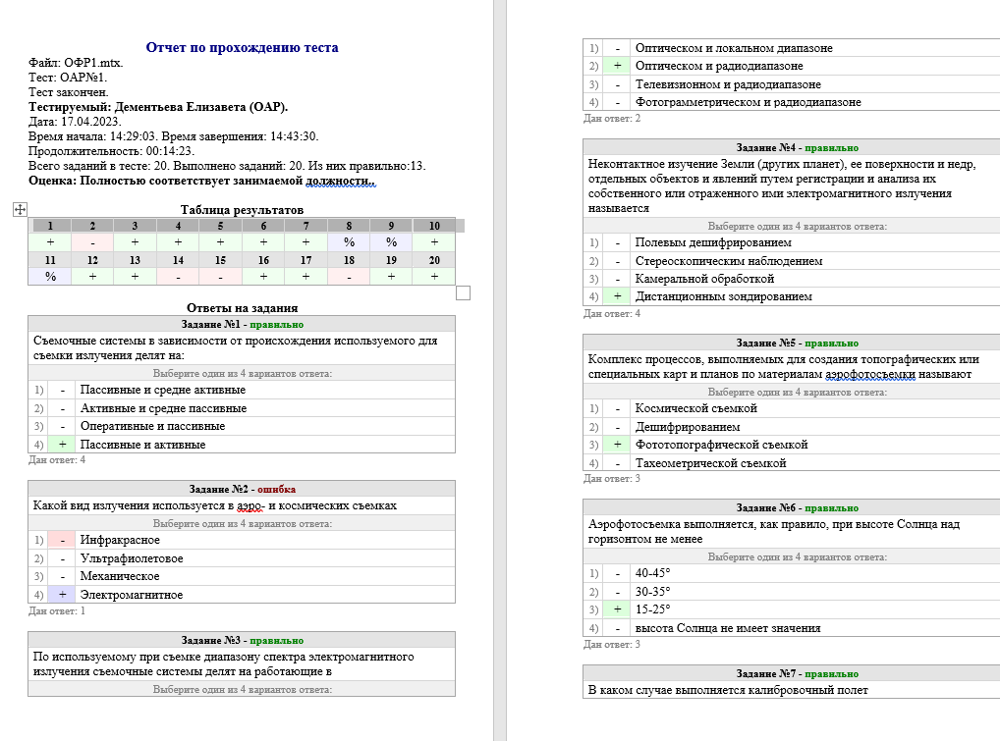 Отчет по прохождению теста
Файл: ОФР1.mtx.
Тест: ОАР№1.
Тест закончен.
Тестируемый: Дементьева Елизавета (ОАР).
Дата: 17.04.2023.
Время начала: 14:29:03. Время завершения: 14:43:30.
Продолжительность: 00:14:23.
Всего заданий в тесте: 20. Выполнено заданий: 20. Из них правильно:13.
Оценка: Полностью соответствует занимаемой должности..
Таблица результатов
1 2 3 4 5 6 7 8 9 10
+ - + + + + + % % +
11 12 13 14 15 16 17 18 19 20
% + + - - + + - + +
Ответы на задания
Задание №1 - правильно
Съемочные системы в зависимости от происхождения используемого для
съемки излучения делят на:
Выберите один из 4 вариантов ответа:
1) - Пассивные и средне активные
2) - Активные и средне пассивные
3) - Оперативные и пассивные
4) + Пассивные и активные
Дан ответ: 4
Задание №2 - ошибка
Какой вид излучения используется в аэро- и космических съемках
Выберите один из 4 вариантов ответа:
1) - Инфракрасное
2) - Ультрафиолетовое
3) - Механическое
4) + Электромагнитное
Дан ответ: 1
Задание №3 - правильно
По используемому при съемке диапазону спектра электромагнитного
излучения съемочные системы делят на работающие в
Выберите один из 4 вариантов ответа:
1) - Оптическом и локальном диапазоне
2) + Оптическом и радиодиапазоне
3) - Телевизионном и радиодиапазоне
4) - Фотограмметрическом и радиодиапазоне
Дан ответ: 2
Задание №4 - правильно
Неконтактное изучение Земли (других планет), ее поверхности и недр,
отдельных объектов и явлений путем регистрации и анализа их
собственного или отраженного ими электромагнитного излучения
называется
Выберите один из 4 вариантов ответа:
1) - Полевым дешифрированием
2) - Стереоскопическим наблюдением
3) - Камеральной обработкой
4) + Дистанционным зондированием
Дан ответ: 4
Задание №5 - правильно
Комплекс процессов, выполняемых для создания топографических или
специальных карт и планов по материалам аэрофотосъемки называют
Выберите один из 4 вариантов ответа:
1) - Космической съемкой
2) - Дешифрированием
3) + Фототопографической съемкой
4) - Тахеометрической съемкой
Дан ответ: 3
Задание №6 - правильно
Аэрофотосъемка выполняется, как правило, при высоте Солнца над
горизонтом не менее
Выберите один из 4 вариантов ответа:
1) - 40-45°
2) - 30-35°
3) + 15-25°
4) - высота Солнца не имеет значения
Дан ответ: 3
Задание №7 - правильно
В каком случае выполняется калибровочный полет